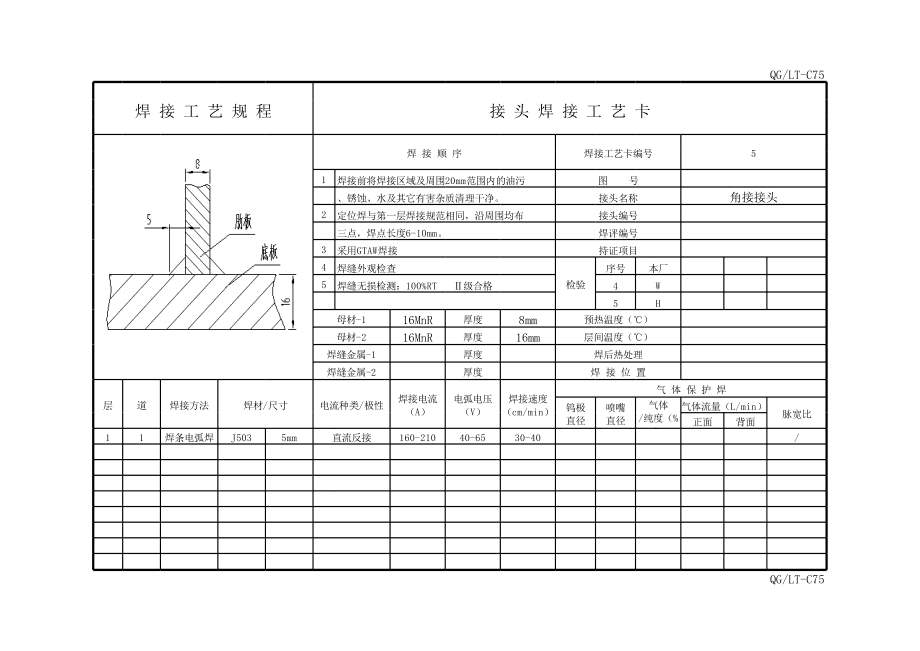 QG/LT-C75
焊 接 工 艺 规 程 接 头 焊 接 工 艺 卡
焊 接 顺 序 焊接工艺卡编号 5
8
5
肋板
底板
16
1 焊接前将焊接区域及周围20mm范围内的油污 图 号
、锈蚀、水及其它有害杂质清理干净。 接头名称 角接接头
2 定位焊与第一层焊接规范相同，沿周围均布 接头编号
三点，焊点长度6-10mm。 焊评编号
3 采用GTAW焊接 持证项目
4 焊缝外观检查 检验 序号 本厂
5 焊缝无损检测：100%RT Ⅱ级合格 4 W
5 H
母材-1 16MnR 厚度 8mm 预热温度（℃）
母材-2 16MnR 厚度 16mm 层间温度（℃）
焊缝金属-1 厚度 焊后热处理
焊缝金属-2 厚度 焊 接 位 置
层 道 焊接方法 焊材/尺寸 电流种类/极性 焊接电流（A） 电弧电压（V） 焊接速度（cm/min） 气 体 保 护 焊
钨极直径 喷嘴直径 气体/纯度（% 气体流量（L/min） 脉宽比
正面 背面
1 1 焊条电弧焊 J503 5mm 直流反接 160-210 40-65 30-40 /
QG/LT-C75